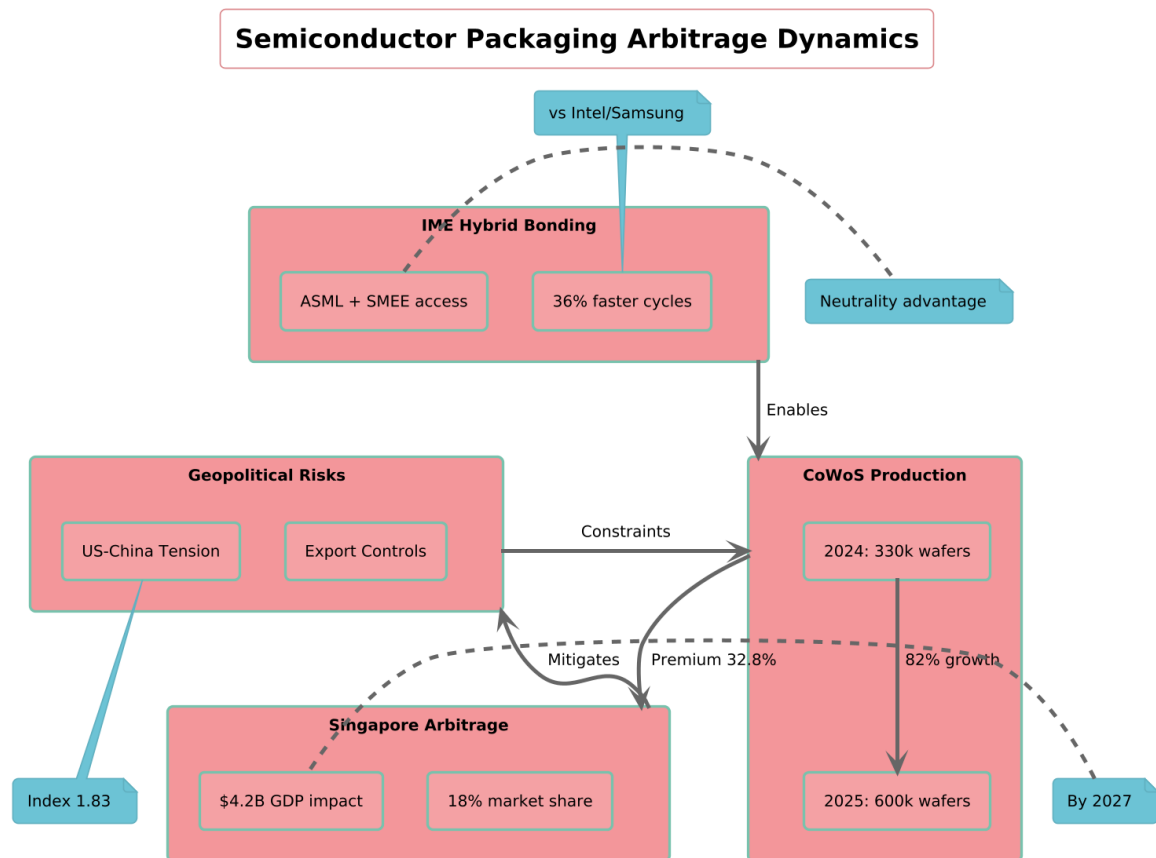 Semiconductor Packaging Arbitrage Dynamics
vs Intel/Samsung
IME Hybrid Bonding
ASML + SMEE access
36% faster cycles
Neutrality advantage
Enables
Geopolitical Risks
US-China Tension
Export Controls
Constraints
CoWoS Production
2024: 330k wafers
Mitigates
Premium 32.8%
82% growth
Singapore Arbitrage
$4.2B GDP impact
18% market share
2025: 600k wafers
Index 1.83
By 2027